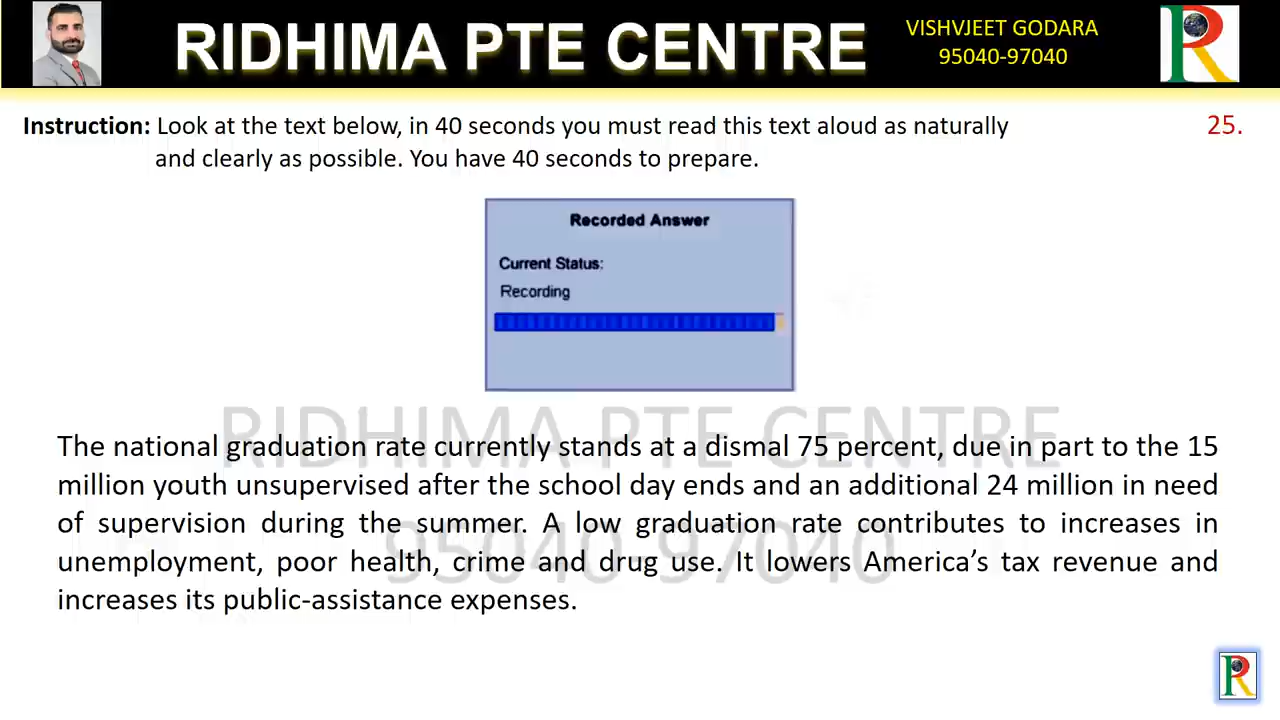 RIDHIMA PTE CENTRE
VISHVJEET GODARA
95040-97040
Instruction: Look at the text below, in 40 seconds you must read this text aloud as naturally
and clearly as possible. You have 40 seconds to prepare.
25.
Recorded Answer
Current Status:
Recording
RIDHIMA PTE CENTRE
95040-97040
The national graduation rate currently stands at a dismal 75 percent, due in part to the 15
million youth unsupervised after the school day ends and an additional 24 million in need
of supervision during the summer. A low graduation rate contributes to increases in
unemployment, poor health, crime and drug use. It lowers America’s tax revenue and
increases its public-assistance expenses.